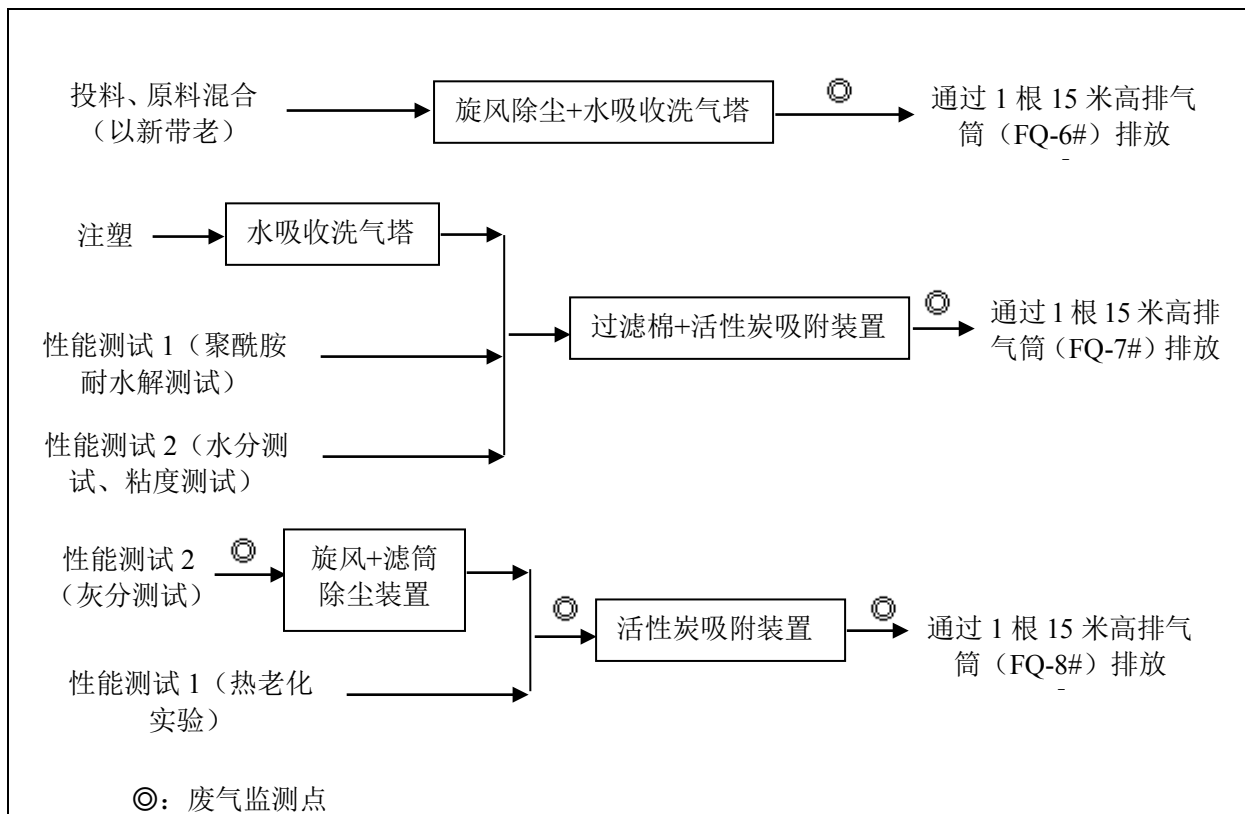 投料、原料混合
（以新带老）
旋风除尘+水吸收洗气塔
◎
通过 1 根 15 米高排气
筒（FQ-6#）排放
注塑
水吸收洗气塔
性能测试 1（聚酰胺
耐水解测试）
性能测试 2（水分测
试、粘度测试）
过滤棉+活性炭吸附装置
◎
通过 1 根 15 米高排
气筒（FQ-7#）排放
性能测试 2
（灰分测试）
◎
旋风+滤筒
除尘装置
性能测试 1（热老化
实验）
◎
活性炭吸附装置
◎
通过 1 根 15 米高排气
筒（FQ-8#）排放
◎：废气监测点